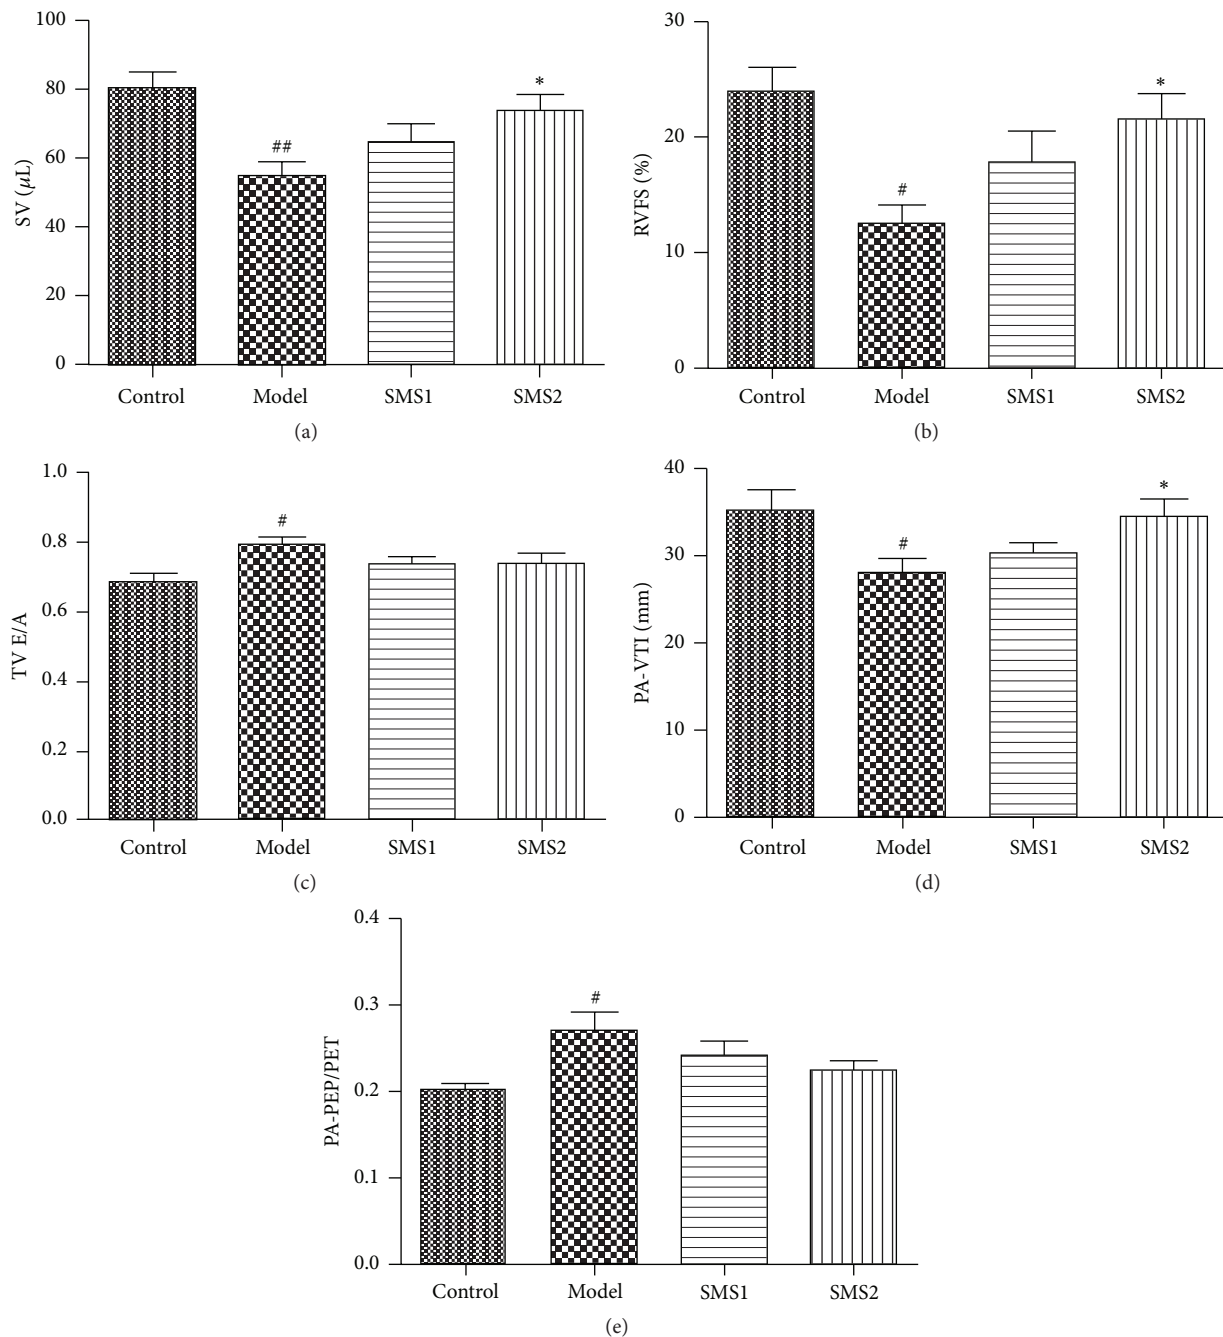 100
80
60
40
20
0
SV (μL)
##
*
Control Model SMS1 SMS2
(a)
30
20
10
0
RVFS (%)
#
*
Control Model SMS1 SMS2
(b)
1.0
0.8
0.6
0.4
0.2
0.0
TV E/A
#
Control Model SMS1 SMS2
(c)
40
30
20
10
0
PA-VTI (mm)
#
*
Control Model SMS1 SMS2
(d)
0.4
0.3
0.2
0.1
0.0
PA-PEP/PET
#
Control Model SMS1 SMS2
(e)